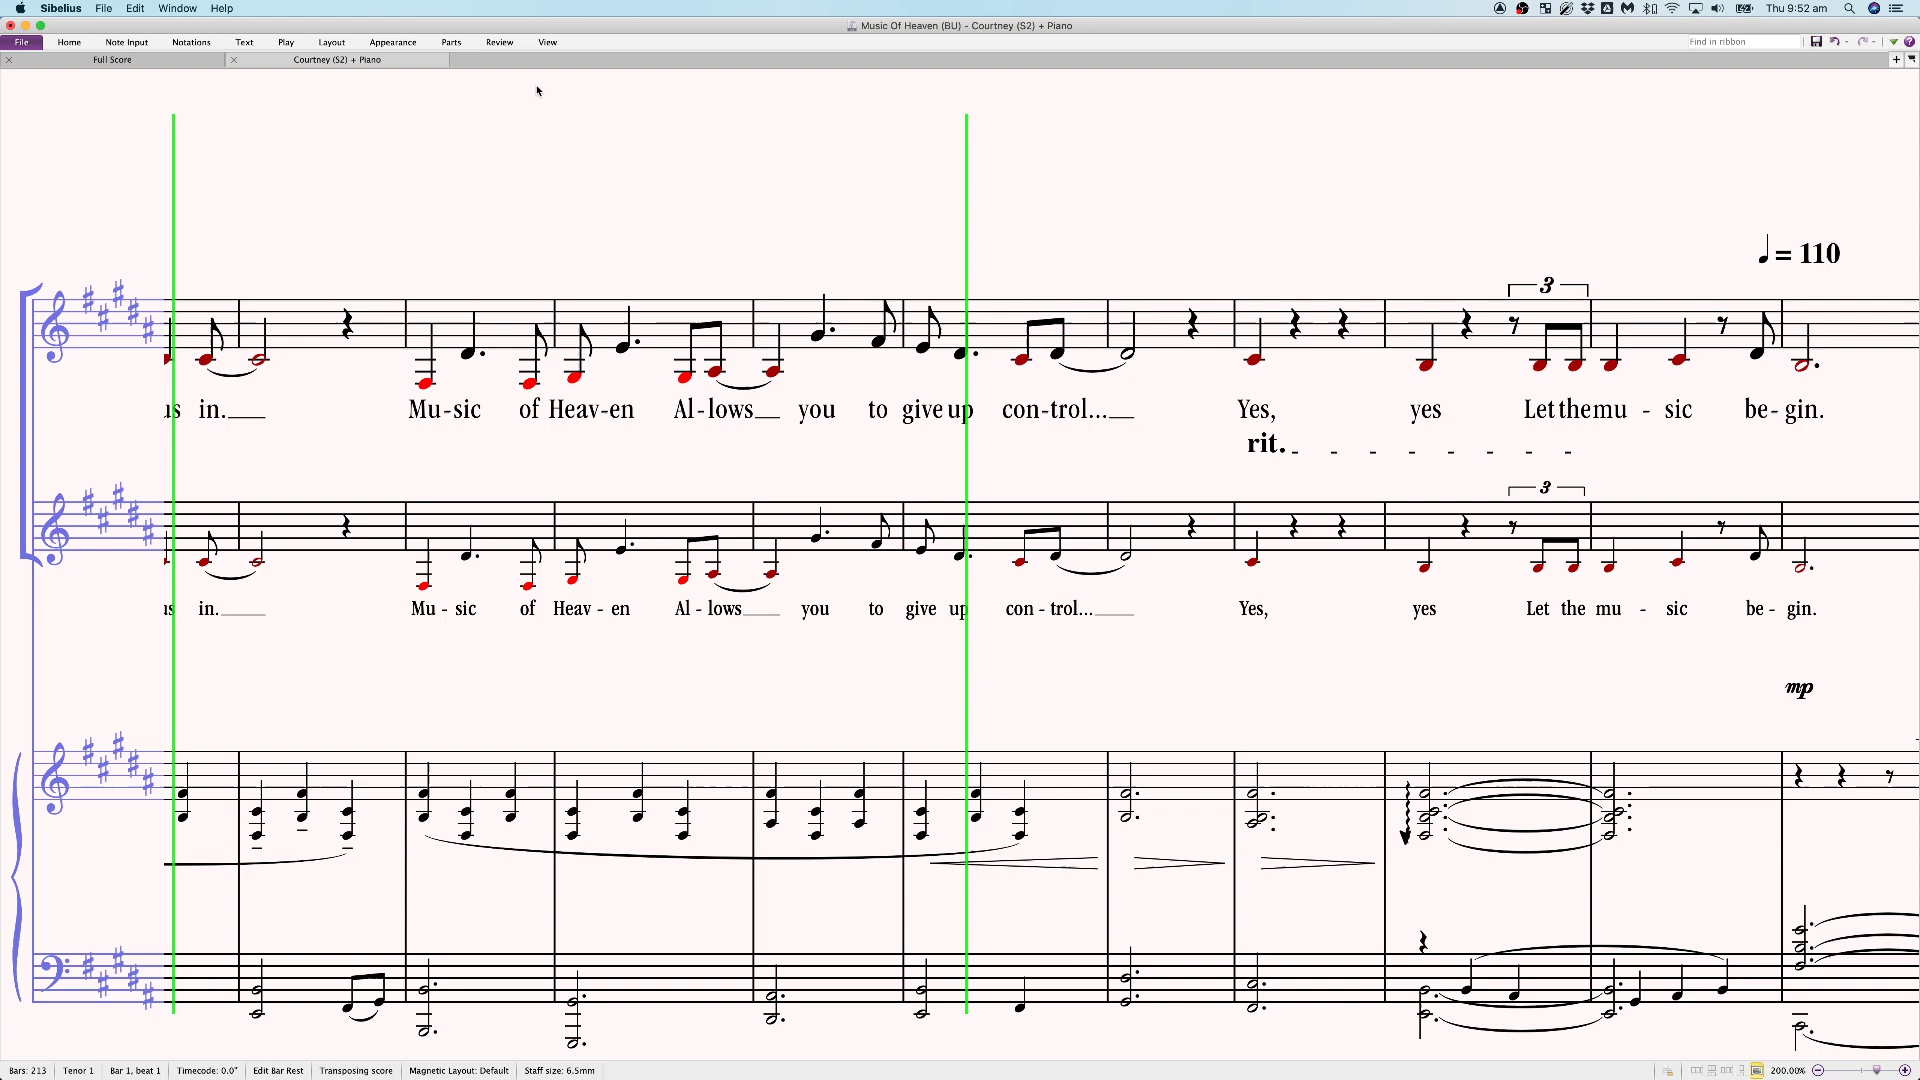 Sibelius File Edit Window Help Thu 9:52 am
Music Of Heaven (BU) - Courtney (S2) + Piano
File Home Note Input Notations Text Play Layout Appearance Parts Review View Find in ribbon
Full Score Courtney (S2) + Piano
= 110
3
us in. Mu-sic of Heav-en Al-lows you to give up con-trol... Yes, yes Let the mu - sic be - gin.
rit.
3
us in. Mu - sic of Heav - en Al - lows you to give up con - trol... Yes, yes Let the mu - sic be - gin.
mp
Bars: 213 Tenor 1 Bar 1, beat 1 Timecode: 0.0" Edit Bar Rest Transposing score Magnetic Layout: Default Staff size: 6.5mm 200.00%